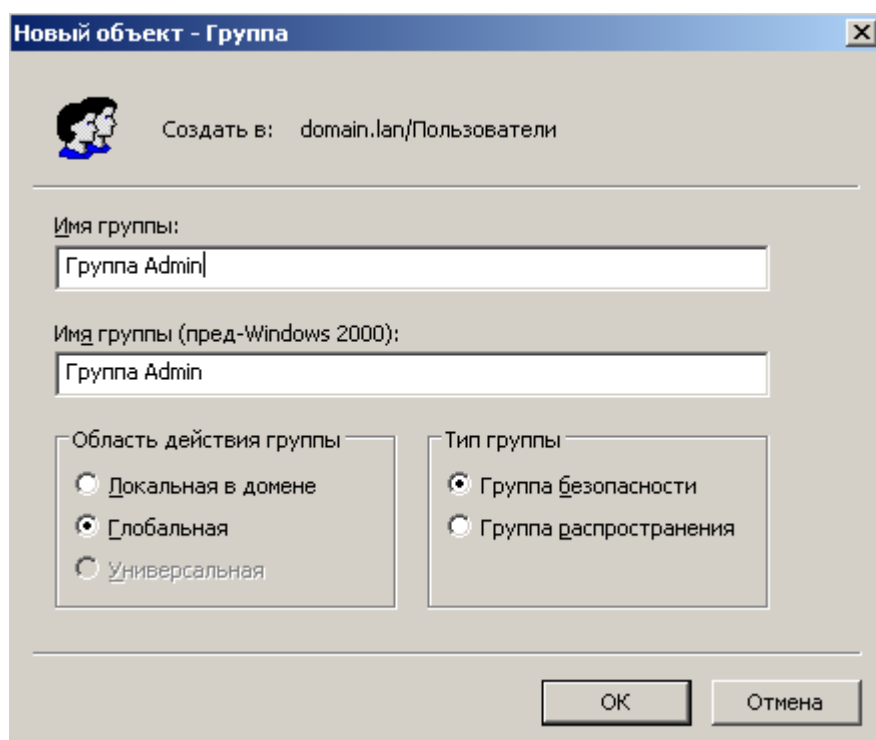 Новый объект - Группа
Создать в: domain.lan/Пользователи
Имя группы:
Группа Admin
Имя группы (пред-Windows 2000):
Группа Admin
Область действия группы
Локальная в домене
Глобальная
Универсальная
Тип группы
Группа безопасности
Группа распространения
ОК
Отмена